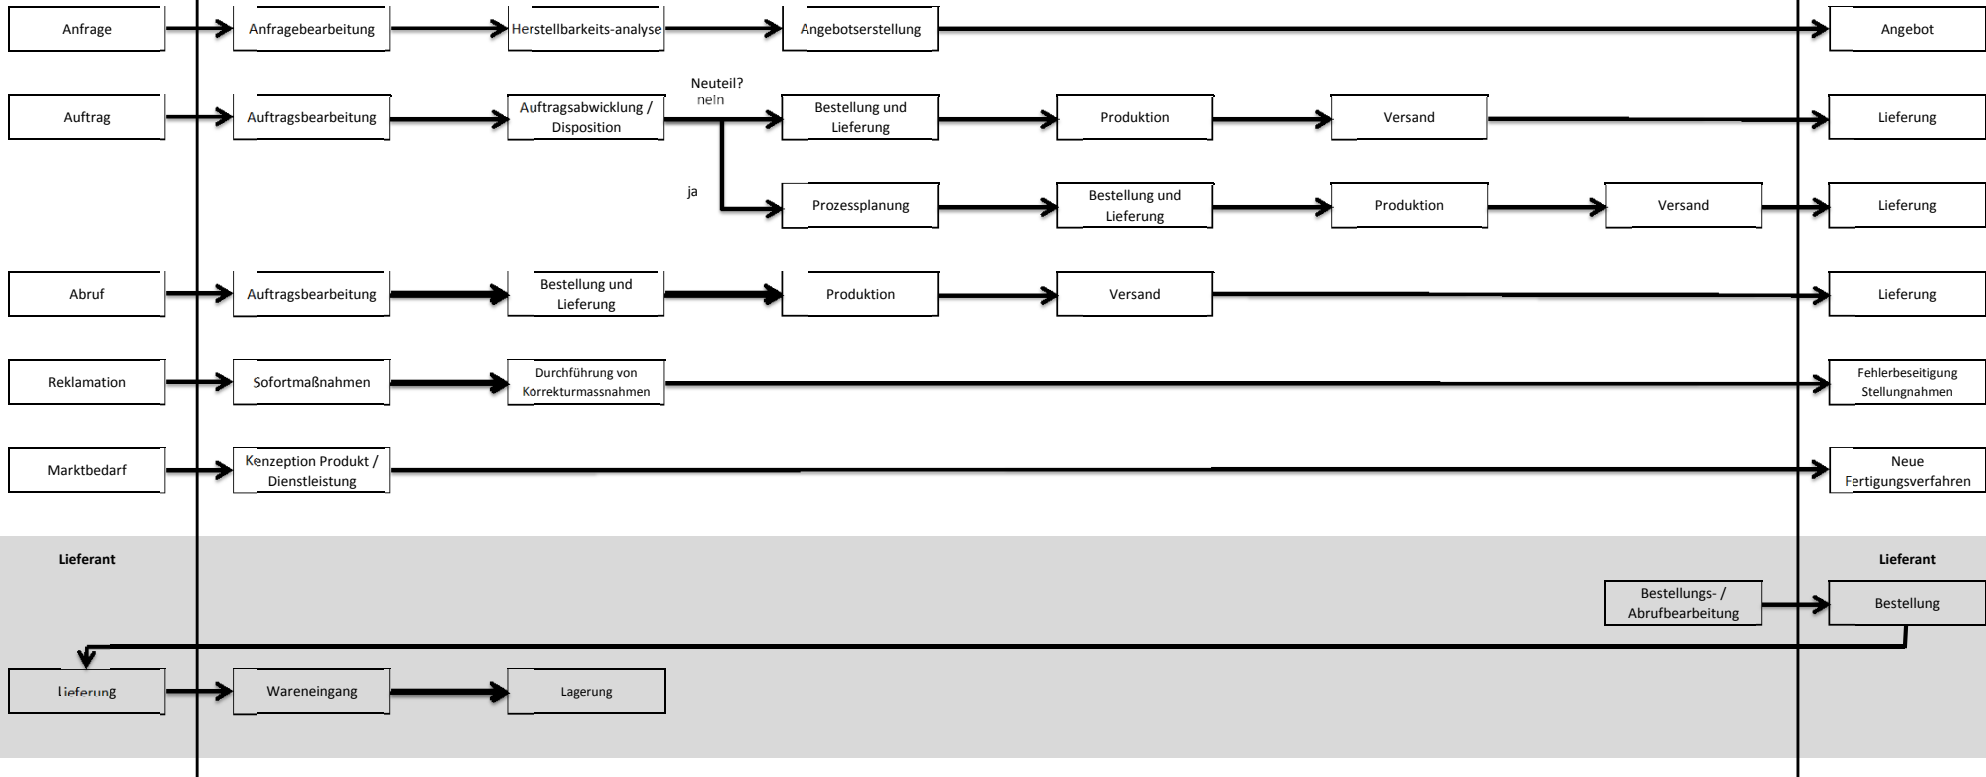 Anfrage
Anfragebearbeitung
Herstellbarkeits-analyse
Angebotserstellung
Angebot
Neuteil?
nein
Auftrag
Auftragsbearbeitung
Auftragsabwicklung /
Disposition
Bestellung und
Lieferung
Produktion
Versand
Lieferung
ja
Prozessplanung
Bestellung und
Lieferung
Produktion
Versand
Lieferung
Abruf
Auftragsbearbeitung
Bestellung und
Lieferung
Produktion
Versand
Lieferung
Reklamation
Sofortmaßnahmen
Durchführung von
Korrekturmassnahmen
Fehlerbeseitigung
Stellungnahmen
Marktbedarf
Konzeption Produkt /
Dienstleistung
Neue
Fertigungsverfahren
Lieferant
Lieferant
Bestellungs- /
Abrufbearbeitung
Bestellung
Lieferung
Wareneingang
Lagerung